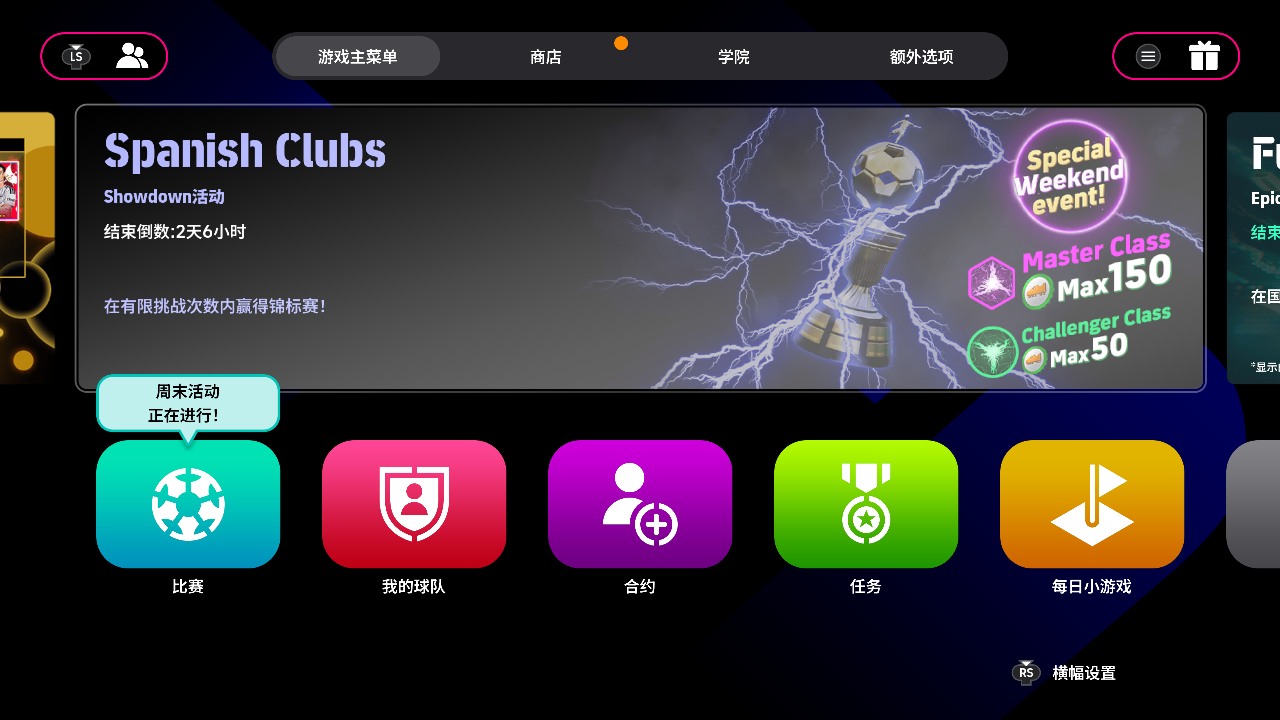 LS
游戏主菜单
商店
学院
额外选项
Spanish Clubs
Showdown活动
结束倒数:2天6小时
在有限挑战次数内赢得锦标赛!
Special
Weekend
event!
Master Class
Max150
Challenger Class
Max50
Epic
结束
在国
*显示
周末活动
正在进行!
比赛
我的球队
合约
任务
每日小游戏
RS
横幅设置